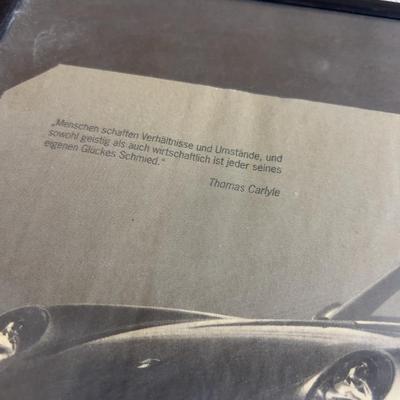 „Menschen schaffen Verhältnisse und Umstände, und
sowohl geistig als auch wirtschaftlich ist jeder seines
eigenen Glückes Schmied."
Thomas Carlyle